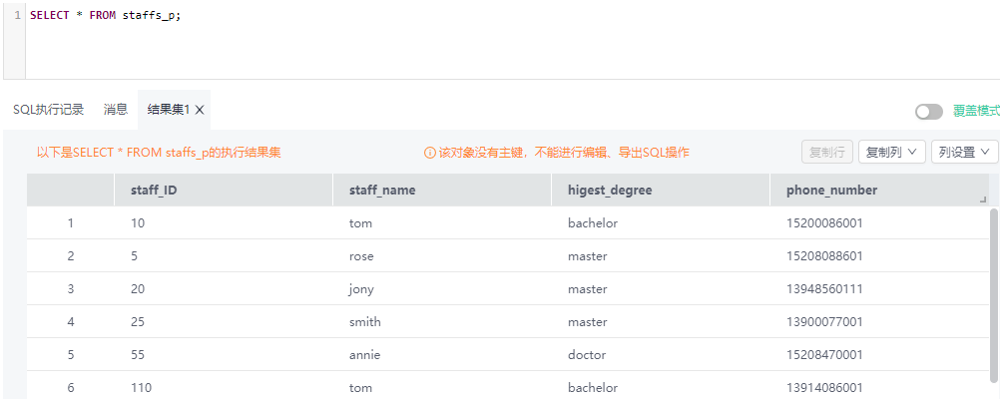 1 SELECT * FROM staffs_p;
SQL执行记录 消息 结果集1 X 覆盖模式
以下是SELECT * FROM staffs_p的执行结果集 该对象没有主键，不能进行编辑、导出SQL操作 复制行 复制列 列设置
staff_ID staff_name higest_degree phone_number
1 10 tom bachelor 15200086001
2 5 rose master 15208088601
3 20 jony master 13948560111
4 25 smith master 13900077001
5 55 annie doctor 15208470001
6 110 tom bachelor 13914086001